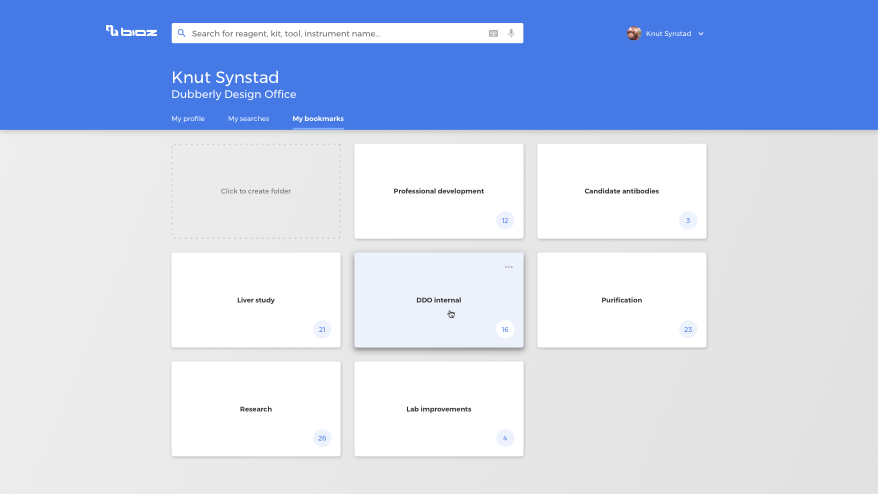 bioz
Search for reagent, kit, tool, instrument name...
Knut Synstad
Knut Synstad
Dubberly Design Office
My profile
My searches
My bookmarks
Click to create folder
Professional development
12
Candidate antibodies
3
Liver study
21
DDO internal
16
Purification
23
Research
26
Lab improvements
4